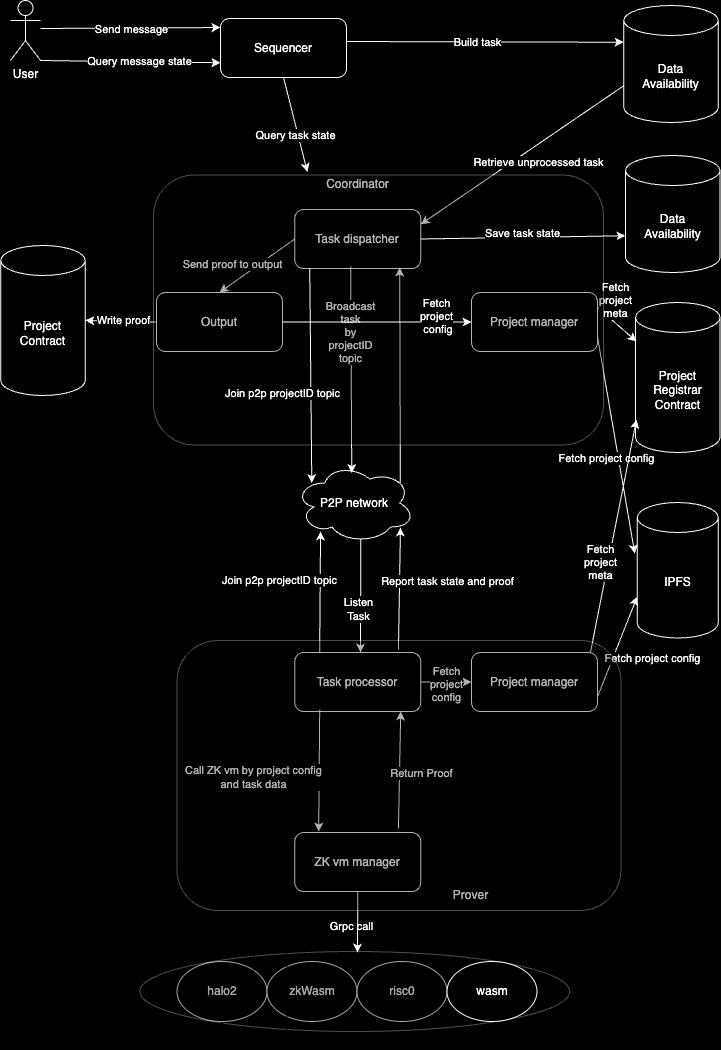 Send message
Query message state
User
Sequencer
Build task
Data
Availability
Query task state
Retrieve unprocessed task
Coordinator
Task dispatcher
Save task state
Data
Availability
Send proof to output
Project
Contract
Write proof
Output
Broadcast
task
by
projectID
topic
Fetch
project
config
Project manager
Fetch
project
meta
Project
Registrar
Contract
Join p2p projectID topic
Fetch project config
P2P network
Join p2p projectID topic
Report task state and proof
Listen
Task
Fetch
project
meta
IPFS
Task processor
Fetch
project
config
Project manager
Fetch project config
Call ZK vm by project config
and task data
Return Proof
ZK vm manager
Prover
Grpc call
halo2
zkWasm
risc0
wasm